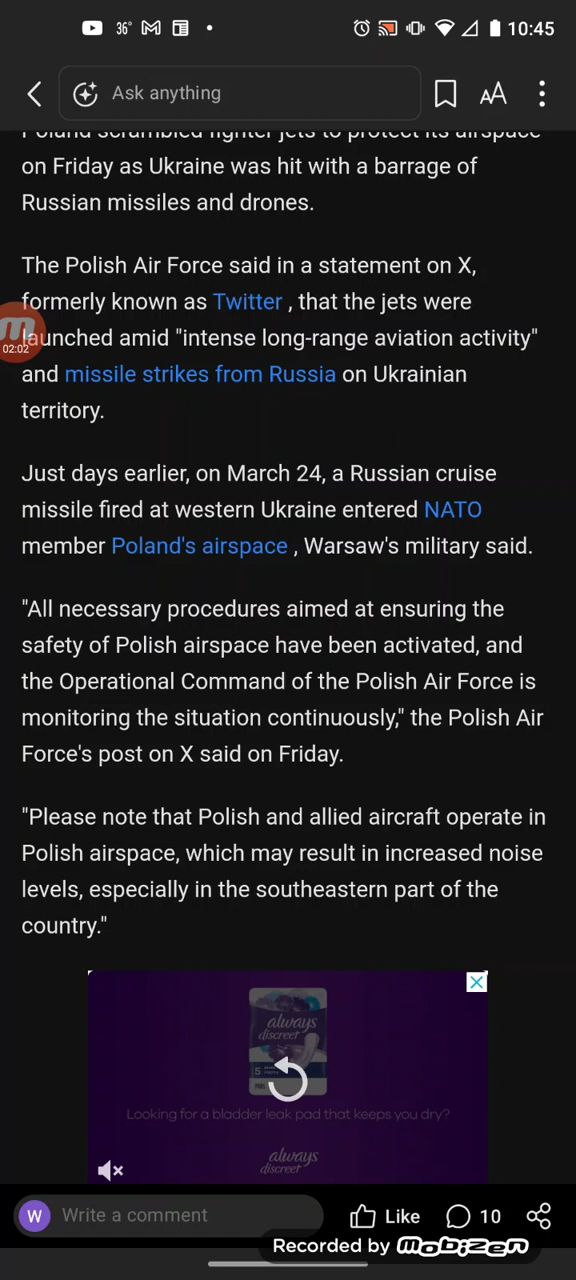 36°
10:45
Ask anything
AA
Poland scrambled fighter jets to protect its airspace
on Friday as Ukraine was hit with a barrage of
Russian missiles and drones.
The Polish Air Force said in a statement on X,
formerly known as Twitter , that the jets were
launched amid "intense long-range aviation activity"
02:02
and missile strikes from Russia on Ukrainian
territory.
Just days earlier, on March 24, a Russian cruise
missile fired at western Ukraine entered NATO
member Poland's airspace , Warsaw's military said.
"All necessary procedures aimed at ensuring the
safety of Polish airspace have been activated, and
the Operational Command of the Polish Air Force is
monitoring the situation continuously," the Polish Air
Force's post on X said on Friday.
"Please note that Polish and allied aircraft operate in
Polish airspace, which may result in increased noise
levels, especially in the southeastern part of the
country."
always
discreet
5
PADS
Looking for a bladder leak pad that keeps you dry?
always
discreet
W Write a comment Like 10
Recorded by mobizen